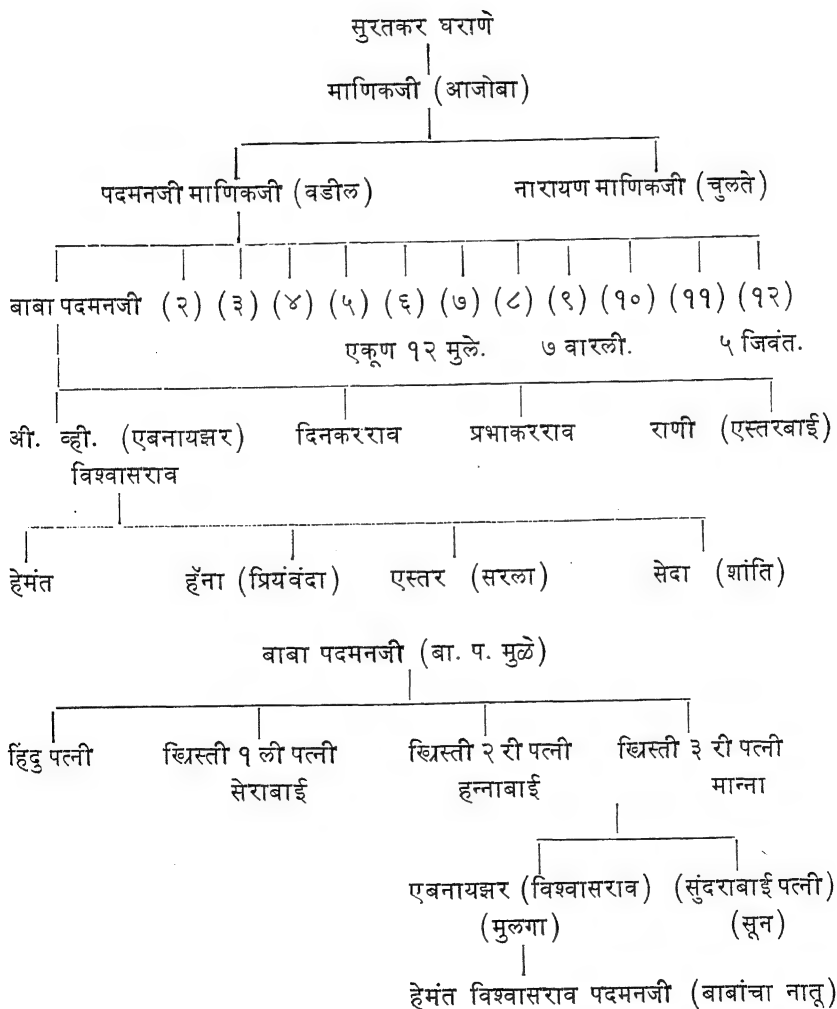 सुरतकर घराणे
माणिकजी (आजोबा)
पदमनजी माणिकजी (वडील) नारायण माणिकजी (चुलते)
बाबा पदमनजी (२) (३) (४) (५) (६) (७) (८) (९) (१०) (११) (१२)
एकूण १२ मुले. ७ वारली. ५ जिवंत.
अी. व्ही. (एबनायझर) दिनकरराव प्रभाकरराव राणी (एस्तरबाई)
विश्वासराव
हेमंत हॅना (प्रियंवंदा) एस्तर (सरला) सेदा (शांति)
बाबा पदमनजी (बा. प. मुळे)
हिंदु पत्नी ख्रिस्ती १ ली पत्नी ख्रिस्ती २ री पत्नी ख्रिस्ती ३ री पत्नी
सेराबाई हन्नाबाई मान्ना
एबनायझर (विश्वासराव) (सुंदराबाई पत्नी)
(मुलगा) (सून)
हेमंत विश्वासराव पदमनजी (बाबांचा नातू)